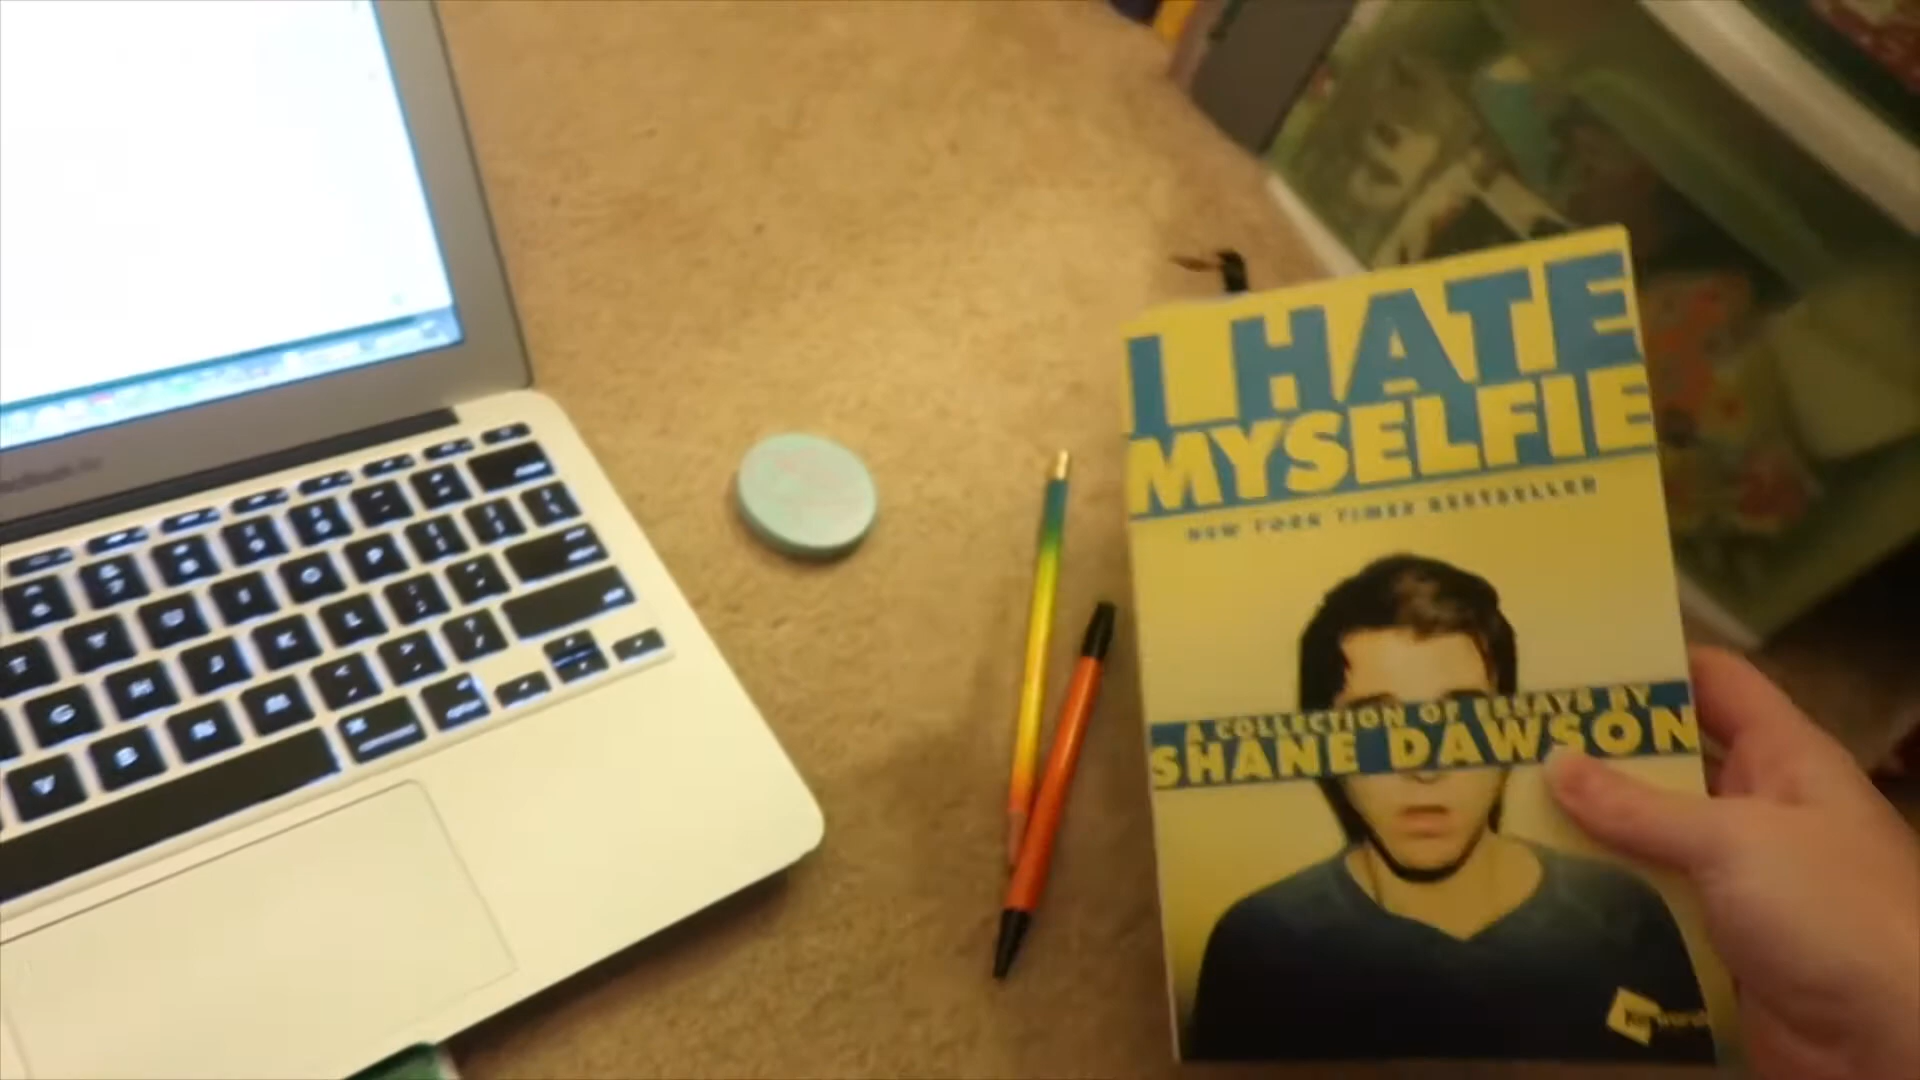 I HATE
MYSELFIE
NEW YORK TIMES BESTSELLER
A COLLECTION OF ESSAYS BY
SHANE DAWSON